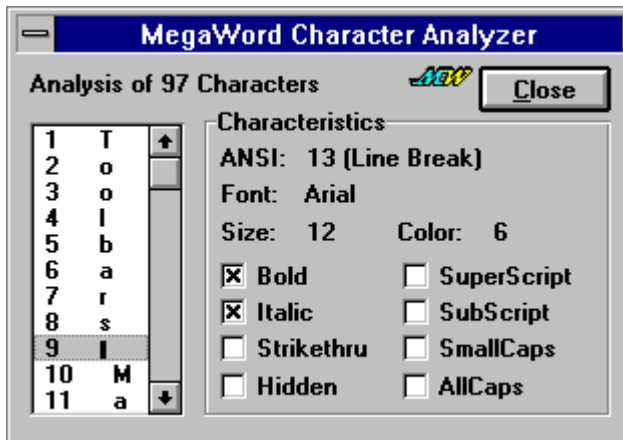 MegaWord Character Analyzer
Analysis of 97 Characters
MW
Close
1 T
2 o
3 o
4 l
5 b
6 a
7 r
8 s
9
10 M
11 a
Characteristics
ANSI: 13 (Line Break)
Font: Arial
Size: 12 Color: 6
Bold SuperScript
Italic SubScript
Strikethru SmallCaps
Hidden AllCaps